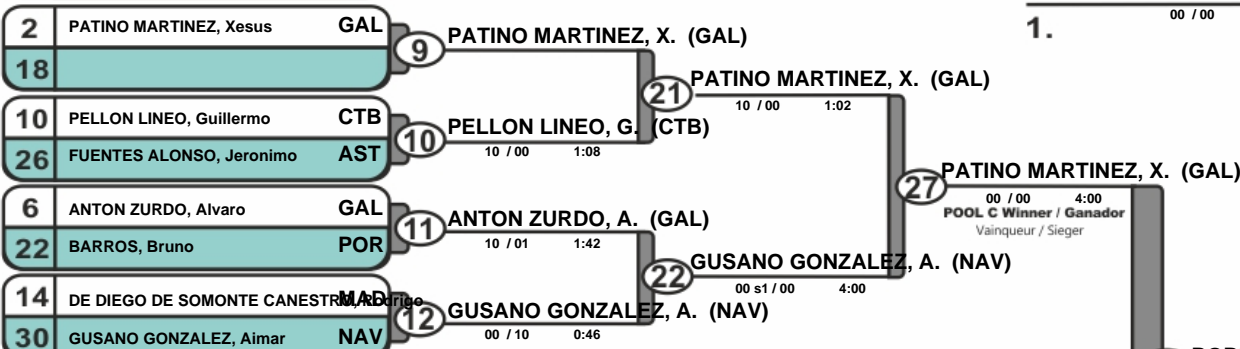 2 PATINO MARTINEZ, Xesus GAL
18
9
PATINO MARTINEZ, X. (GAL)
10 PELLON LINEO, Guillermo CTB
26 FUENTES ALONSO, Jeronimo AST
10
PELLON LINEO, G. (CTB)
10 / 00 1:08
21
PATINO MARTINEZ, X. (GAL)
10 / 00 1:02
6 ANTON ZURDO, Alvaro GAL
22 BARROS, Bruno POR
11
ANTON ZURDO, A. (GAL)
10 / 01 1:42
14 DE DIEGO DE SOMONTE CANESTRO, Rodrigo MAD
30 GUSANO GONZALEZ, Aimar NAV
12
GUSANO GONZALEZ, A. (NAV)
00 / 10 0:46
22
GUSANO GONZALEZ, A. (NAV)
00 s1 / 00 4:00
27
PATINO MARTINEZ, X. (GAL)
00 / 00 4:00
POOL C Winner / Ganador
Vainqueur / Sieger
00 / 00
1.